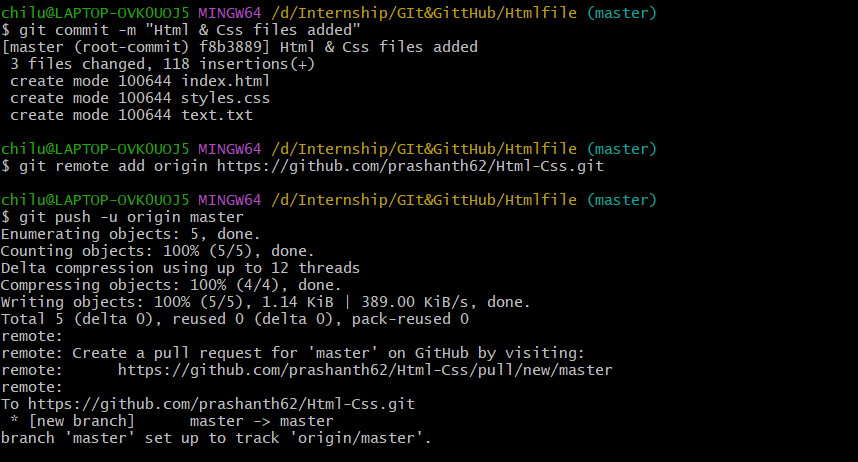 chilu@LAPTOP-OVK0UOJ5 MINGW64 /d/Internship/GIt&GittHub/Htmlfile (master)
$ git commit -m "Html & Css files added"
[master (root-commit) f8b3889] Html & Css files added
 3 files changed, 118 insertions(+)
 create mode 100644 index.html
 create mode 100644 styles.css
 create mode 100644 text.txt

chilu@LAPTOP-OVK0UOJ5 MINGW64 /d/Internship/GIt&GittHub/Htmlfile (master)
$ git remote add origin https://github.com/prashanth62/Html-Css.git

chilu@LAPTOP-OVK0UOJ5 MINGW64 /d/Internship/GIt&GittHub/Htmlfile (master)
$ git push -u origin master
Enumerating objects: 5, done.
Counting objects: 100% (5/5), done.
Delta compression using up to 12 threads
Compressing objects: 100% (4/4), done.
Writing objects: 100% (5/5), 1.14 KiB | 389.00 KiB/s, done.
Total 5 (delta 0), reused 0 (delta 0), pack-reused 0
remote:
remote: Create a pull request for 'master' on GitHub by visiting:
remote:      https://github.com/prashanth62/Html-Css/pull/new/master
remote:
To https://github.com/prashanth62/Html-Css.git
 * [new branch]      master -> master
branch 'master' set up to track 'origin/master'.